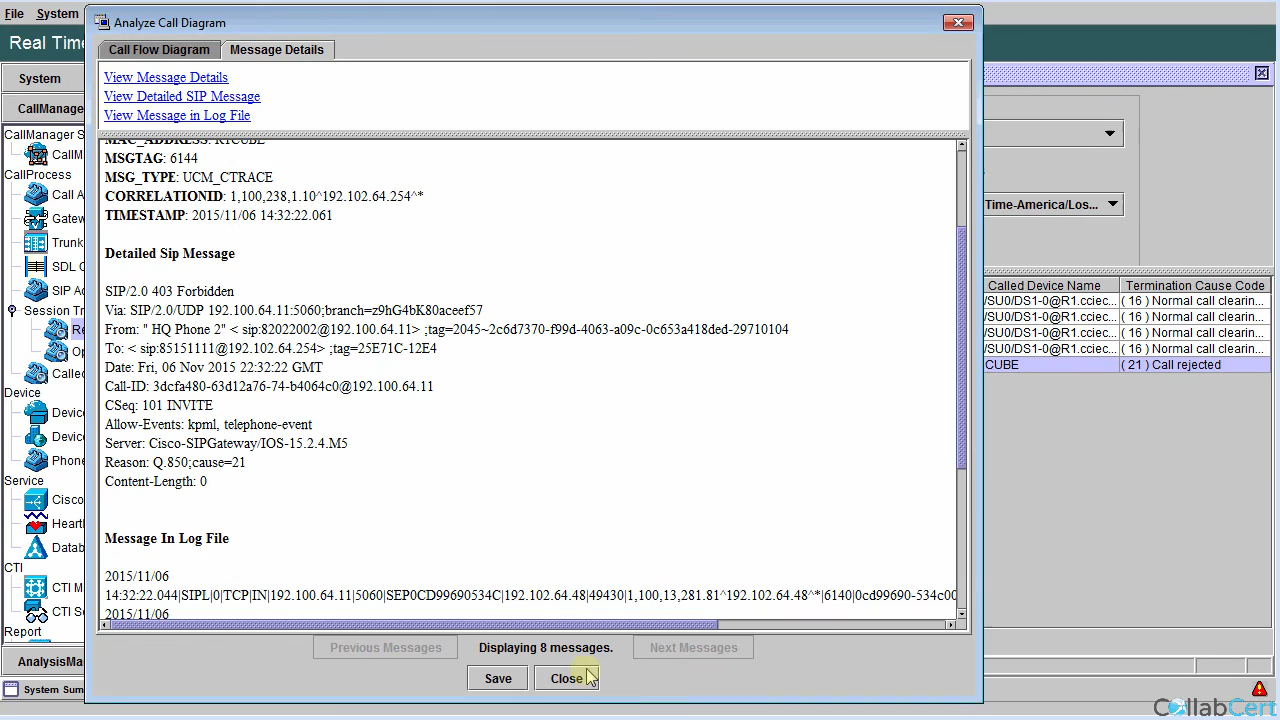 File System
Analyze Call Diagram
Real Time
Call Flow Diagram Message Details
System
View Message Details
View Detailed SIP Message
CallManager
View Message in Log File
CallManager S
MAC_ADDRESS: R1CUBE
CallM
MSGTAG: 6144
CallProcess
MSG_TYPE: UCM_CTRACE
Call A
CORRELATIONID: 1,100,238,1.10^192.102.64.254^*
Time-America/Los...
Gatew
TIMESTAMP: 2015/11/06 14:32:22.061
Trunk
Detailed Sip Message
SDL Q
SIP Ac
SIP/2.0 403 Forbidden
Called Device Name Termination Cause Code
/SU0/DS1-0@R1.cciec... ( 16 ) Normal call clearin...
Session Tr
Via: SIP/2.0/UDP 192.100.64.11:5060;branch=z9hG4bK80aceef57
/SU0/DS1-0@R1.cciec... ( 16 ) Normal call clearin...
Re
From: " HQ Phone 2" < sip:82022002@192.100.64.11> ;tag=2045~2c6d7370-f99d-4063-a09c-0c653a418ded-29710104
/SU0/DS1-0@R1.cciec... ( 16 ) Normal call clearin...
Op
To: < sip:85151111@192.102.64.254> ;tag=25E71C-12E4
/SU0/DS1-0@R1.cciec... ( 16 ) Normal call clearin...
Called
Date: Fri, 06 Nov 2015 22:32:22 GMT
CUBE ( 21 ) Call rejected
Device
Call-ID: 3dcfa480-63d12a76-74-b4064c0@192.100.64.11
Device
CSeq: 101 INVITE
Allow-Events: kpml, telephone-event
Device
Server: Cisco-SIPGateway/IOS-15.2.4.M5
Phone
Reason: Q.850;cause=21
Service
Content-Length: 0
Cisco
Heart
Message In Log File
Datab
CTI
2015/11/06
CTI M
14:32:22.044|SIPL|0|TCP|IN|192.100.64.11|5060|SEP0CD99690534C|192.102.64.48|49430|1,100,13,281.81^192.102.64.48^*|6140|0cd99690-534c00
CTI S
2015/11/06
Report
Previous Messages Displaying 8 messages. Next Messages
AnalysisMa
Save Close
System Sum
CollabCert